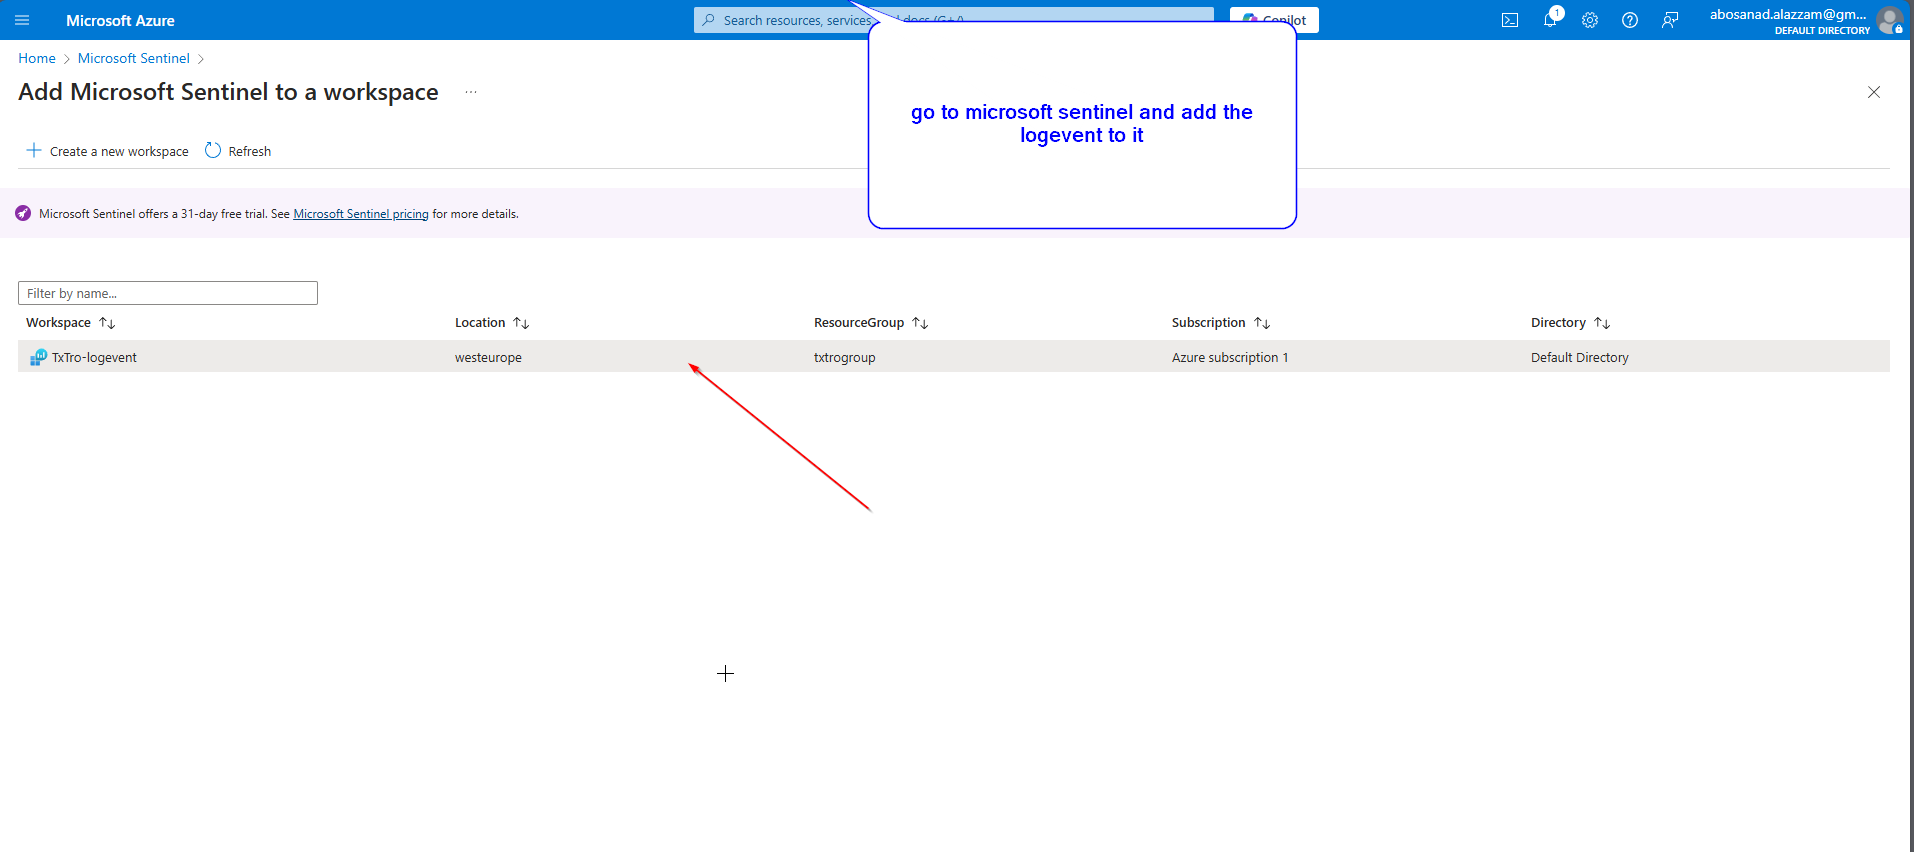 Microsoft Azure
Search resources, services, d docs (G+/)
Copilot
1
abosanad.alazzam@gm...
DEFAULT DIRECTORY
Home > Microsoft Sentinel >
Add Microsoft Sentinel to a workspace ...
go to microsoft sentinel and add the
logevent to it
Create a new workspace Refresh
Microsoft Sentinel offers a 31-day free trial. See Microsoft Sentinel pricing for more details.
Filter by name...
Workspace Location ResourceGroup Subscription Directory
TxTro-logevent westeurope txtrogroup Azure subscription 1 Default Directory